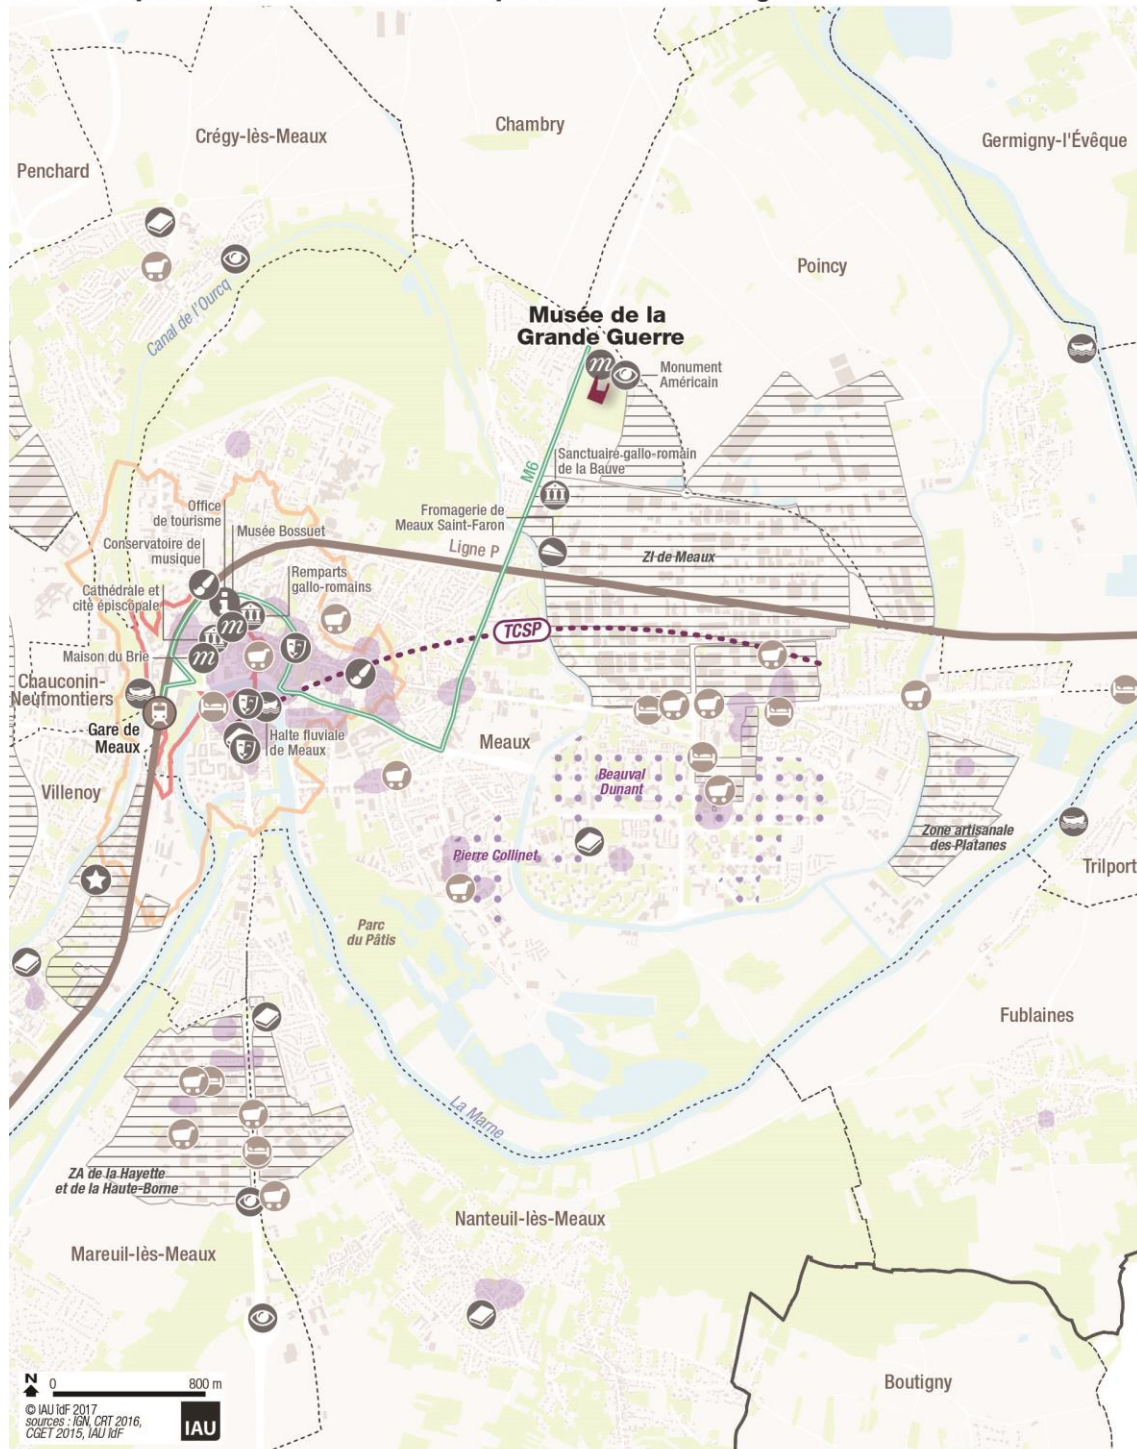 Crégy-lès-Meaux
Chambry
Germigny-l'Évêque
Penchard
Poincy
Canal de l'Ourcq
Musée de la
Grande Guerre
m
Monument
Américain
M6
Sanctuaire gallo-romain
de la Bauve
Office
de tourisme
Musée Bossuet
Fromagerie de
Meaux Saint-Faron
Conservatoire de
musique
Ligne P
ZI de Meaux
Remparts
gallo-romains
Cathédrale et
cité épiscopale
i
m
TCSP
Maison du Brie
m
Chauconin-
Neufmontiers
Gare de
Meaux
Halte fluviale
de Meaux
Meaux
Villenoy
Beauval
Dunant
Zone artisanale
des Platanes
Pierre Collinet
Trilport
Parc
du Pâtis
Fublaines
La Marne
ZA de la Hayette
et de la Haute-Borne
Nanteuil-lès-Meaux
Mareuil-lès-Meaux
Boutigny
N
0 800 m
© IAU îdF 2017
sources : IGN, CRT 2016,
CGET 2015, IAU îdF
IAU